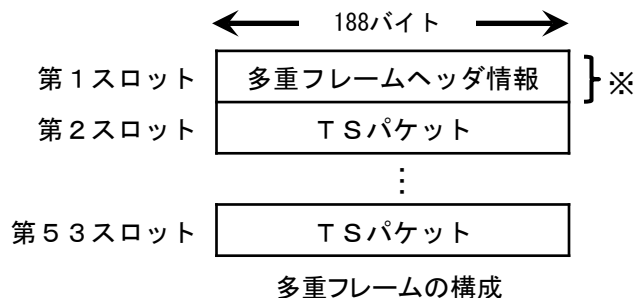 188バイト
第１スロット 多重フレームヘッダ情報 ※
第２スロット ＴＳパケット
⋮
第５３スロット ＴＳパケット
多重フレームの構成